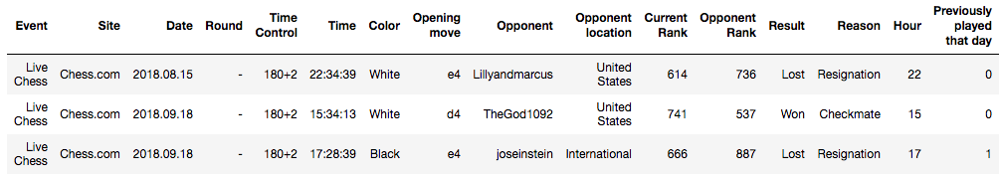 Event Site Date Round Time Control Time Color Opening move Opponent Opponent location Current Rank Opponent Rank Result Reason Hour Previously played that day
Live Chess Chess.com 2018.08.15 - 180+2 22:34:39 White e4 Lillyandmarcus United States 614 736 Lost Resignation 22 0
Live Chess Chess.com 2018.09.18 - 180+2 15:34:13 White d4 TheGod1092 United States 741 537 Won Checkmate 15 0
Live Chess Chess.com 2018.09.18 - 180+2 17:28:39 Black e4 joseinstein International 666 887 Lost Resignation 17 1